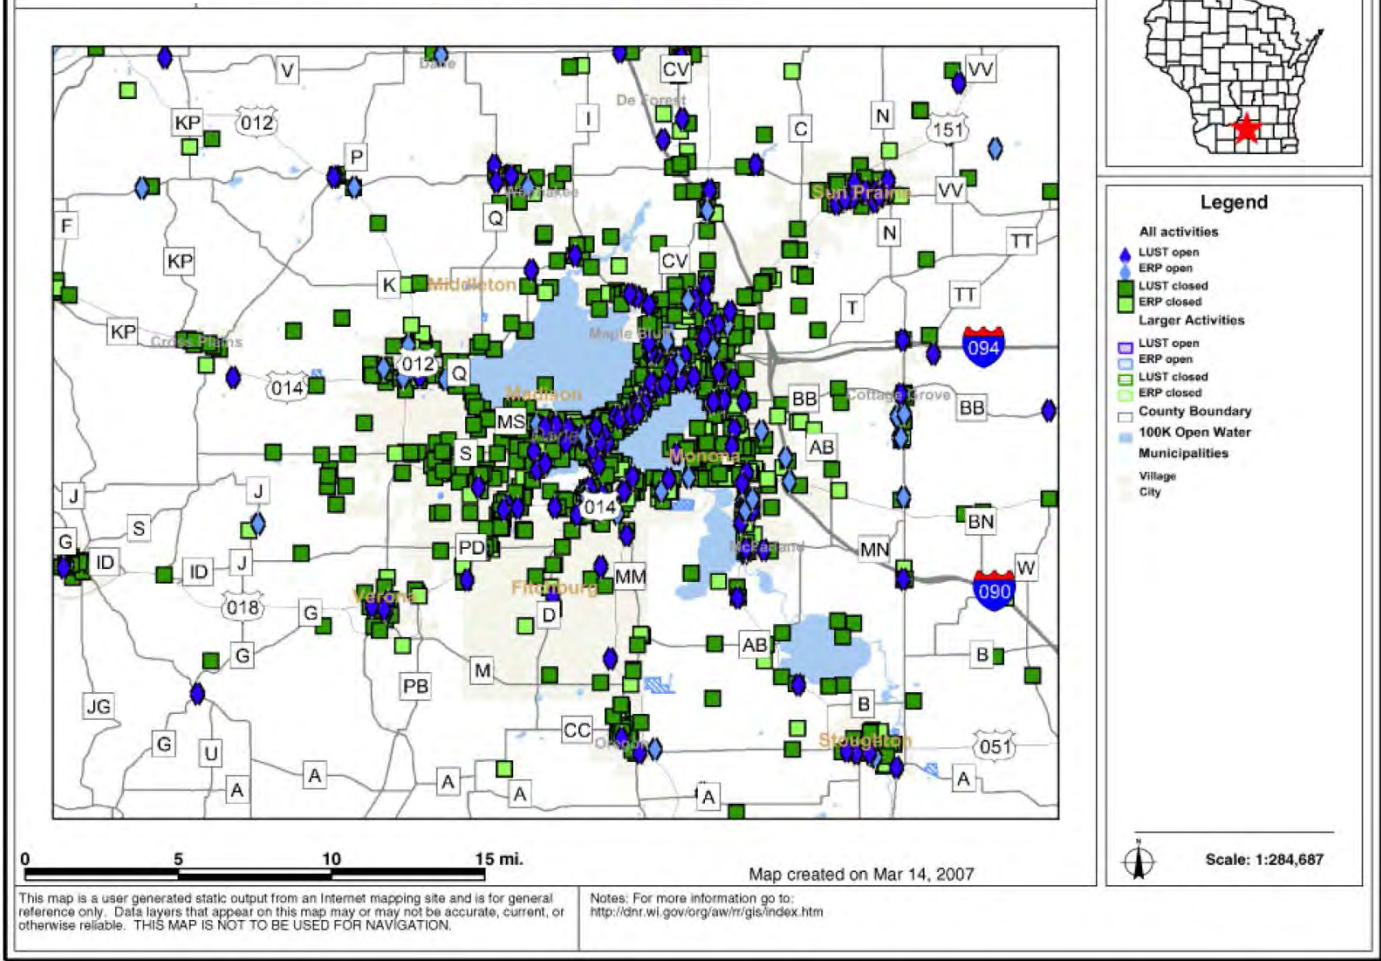 V
Dane
CV
VV
De Forest
KP
012
I
C
N
151
P
Waunakee
Sun Prairie
VV
Q
F
N
TT
KP
CV
K
Middleton
TT
T
KP
Cross Plains
Maple Bluff
094
012
Q
014
Madison
Cottage Grove
BB
BB
MS
AB
S
Monona
J
J
014
S
BN
G
ID
ID
J
PD
McFarland
MN
W
MM
Fitchburg
090
Verona
018
G
D
G
AB
B
M
PB
JG
B
CC
Oregon
Stoughton
051
G
U
A
A
A
A
A
A
0 5 10 15 mi.
Map created on Mar 14, 2007
This map is a user generated static output from an Internet mapping site and is for general
reference only. Data layers that appear on this map may or may not be accurate, current, or
otherwise reliable. THIS MAP IS NOT TO BE USED FOR NAVIGATION.
Notes: For more information go to:
http://dnr.wi.gov/org/aw/rr/gis/index.htm
Legend
All activities
LUST open
ERP open
LUST closed
ERP closed
Larger Activities
LUST open
ERP open
LUST closed
ERP closed
County Boundary
100K Open Water
Municipalities
Village
City
N
Scale: 1:284,687